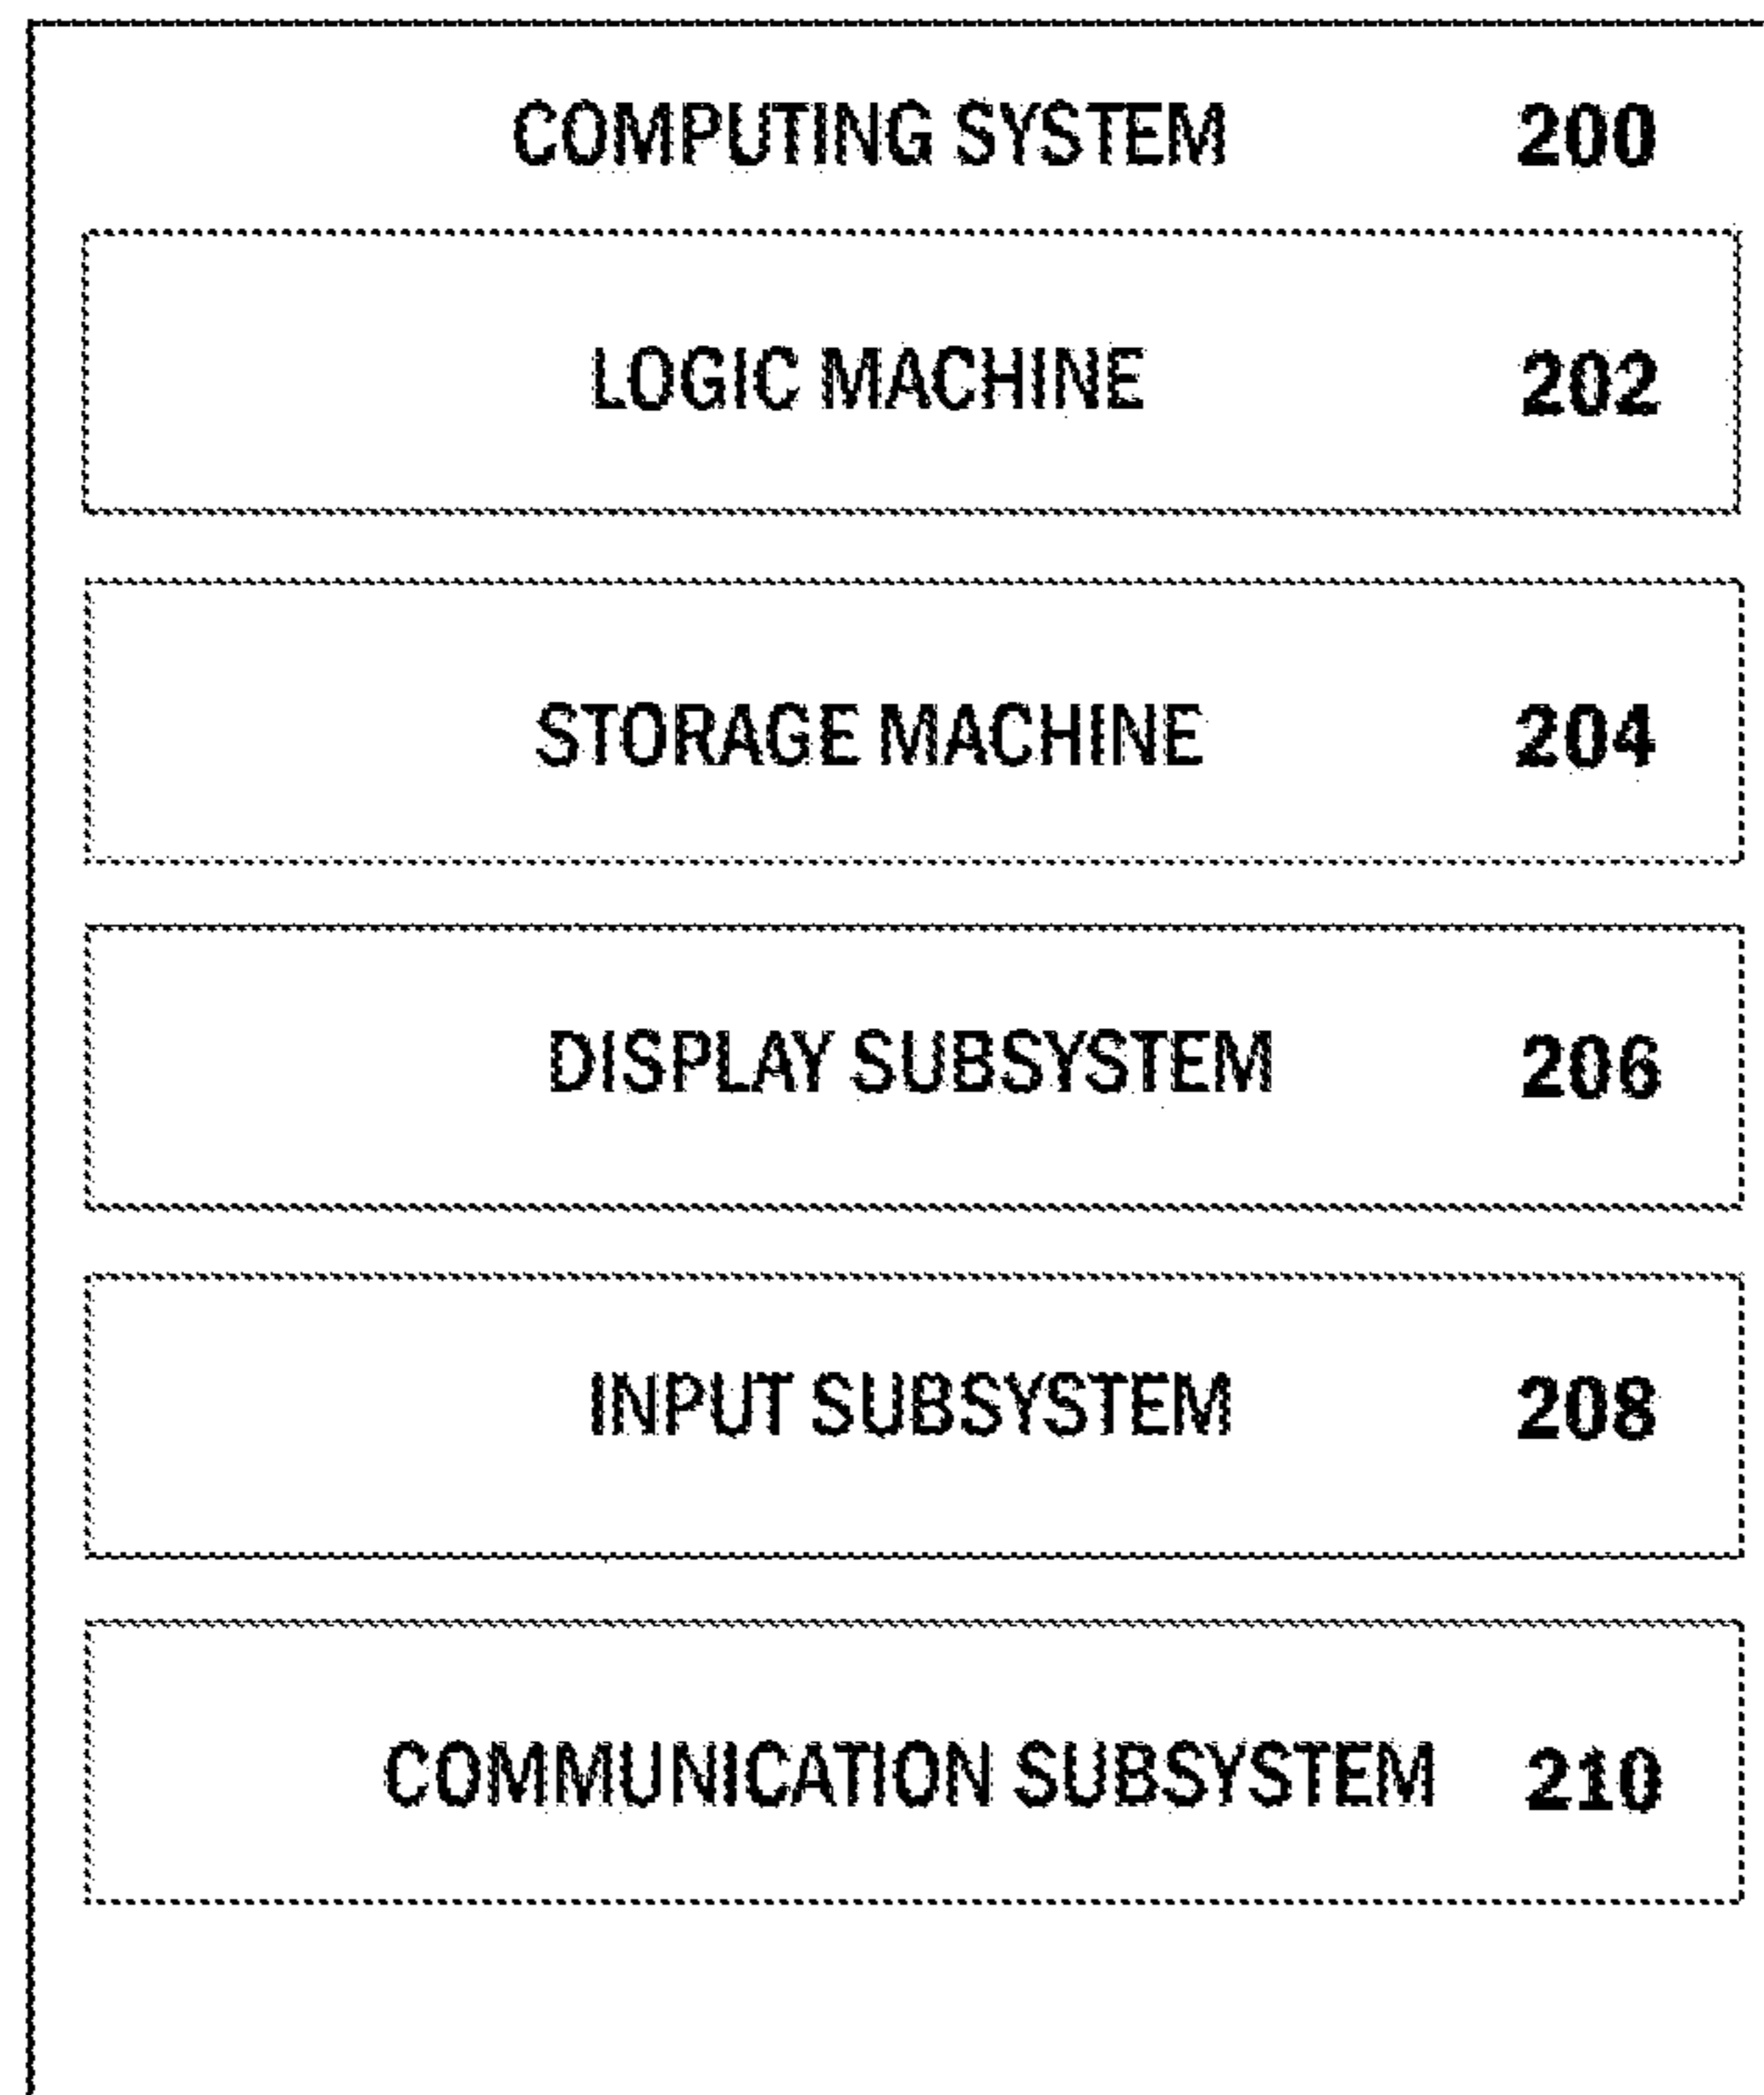 COMPUTING SYSTEM 200
LOGIC MACHINE 202
STORAGE MACHINE 204
DISPLAY SUBSYSTEM 206
INPUT SUBSYSTEM 208
COMMUNICATION SUBSYSTEM 210